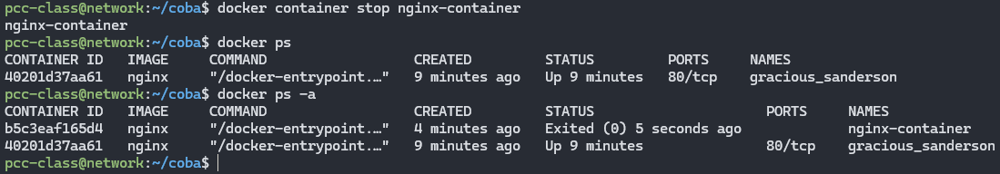 pcc-class@network:~/coba$ docker container stop nginx-container
nginx-container
pcc-class@network:~/coba$ docker ps
CONTAINER ID   IMAGE     COMMAND                  CREATED         STATUS         PORTS     NAMES
40201d37aa61   nginx     "/docker-entrypoint.…"   9 minutes ago   Up 9 minutes   80/tcp    gracious_sanderson
pcc-class@network:~/coba$ docker ps -a
CONTAINER ID   IMAGE     COMMAND                  CREATED         STATUS                     PORTS     NAMES
b5c3eaf165d4   nginx     "/docker-entrypoint.…"   4 minutes ago   Exited (0) 5 seconds ago             nginx-container
40201d37aa61   nginx     "/docker-entrypoint.…"   9 minutes ago   Up 9 minutes               80/tcp    gracious_sanderson
pcc-class@network:~/coba$